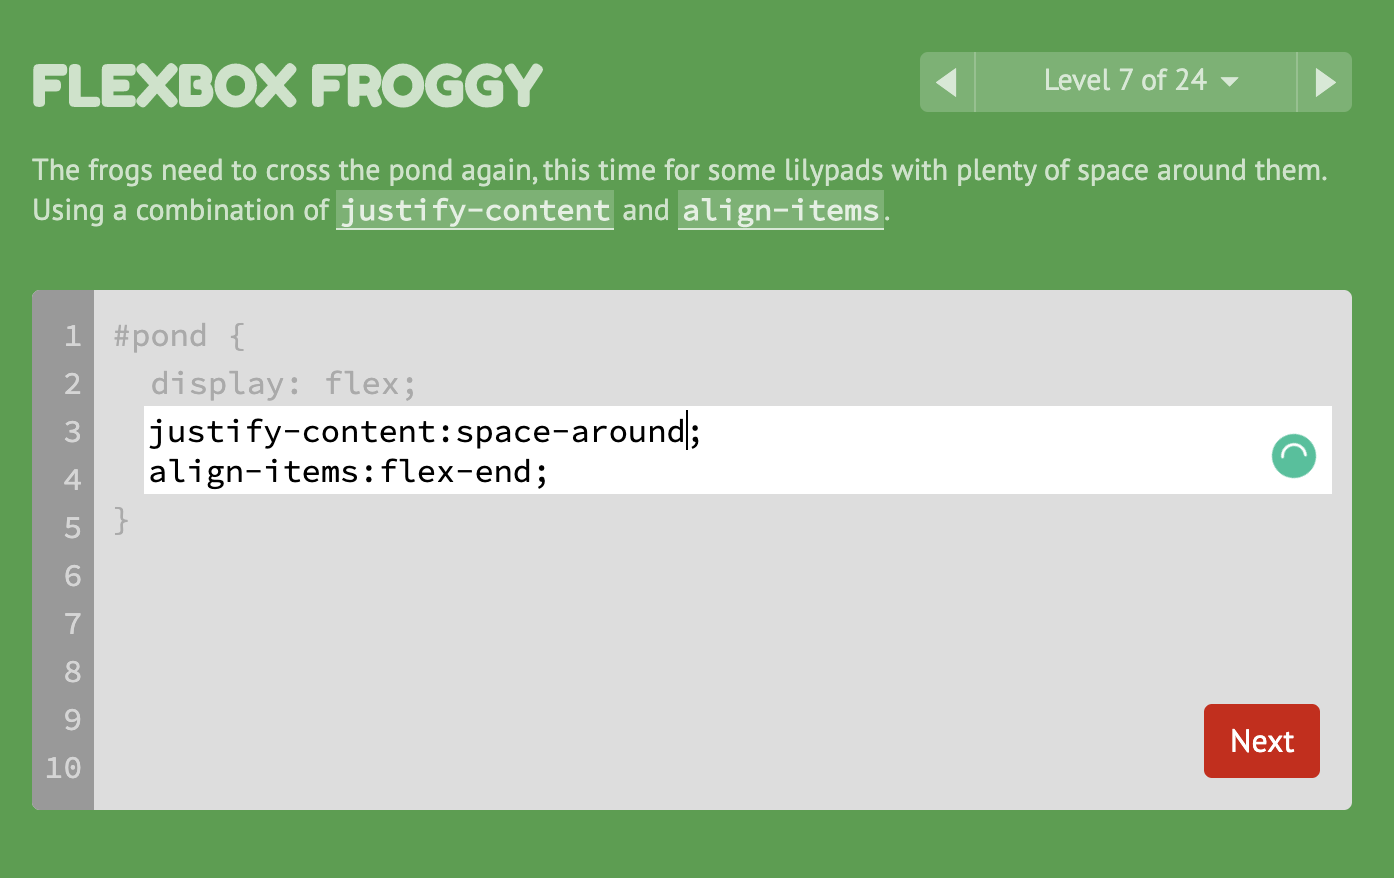 FLEXBOX FROGGY
Level 7 of 24
The frogs need to cross the pond again, this time for some lilypads with plenty of space around them.
Using a combination of justify-content and align-items.
1 #pond {
2 display: flex;
3 justify-content:space-around;
4 align-items:flex-end;
5 }
6
7
8
9
10
Next